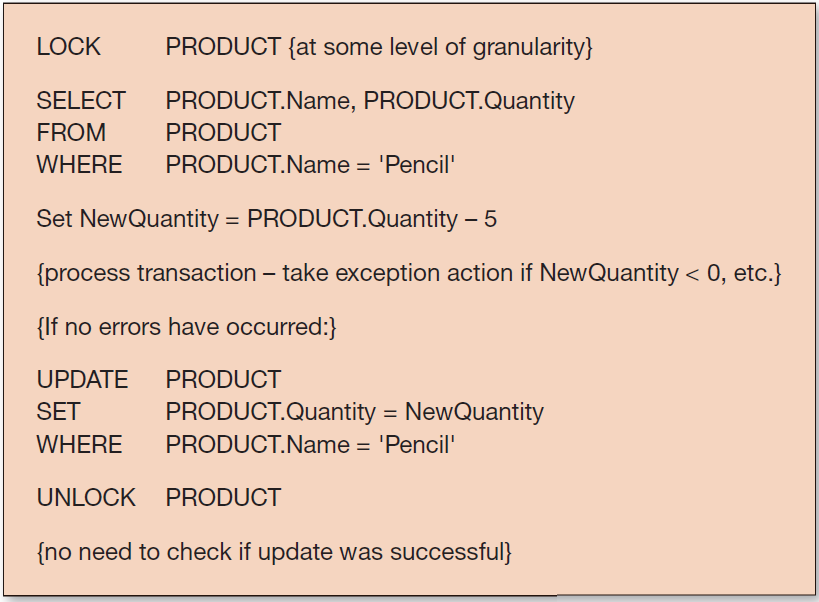 LOCK PRODUCT {at some level of granularity}
SELECT PRODUCT.Name, PRODUCT.Quantity
FROM PRODUCT
WHERE PRODUCT.Name = 'Pencil'
Set NewQuantity = PRODUCT.Quantity – 5
{process transaction – take exception action if NewQuantity < 0, etc.}
{If no errors have occurred:}
UPDATE PRODUCT
SET PRODUCT.Quantity = NewQuantity
WHERE PRODUCT.Name = 'Pencil'
UNLOCK PRODUCT
{no need to check if update was successful}